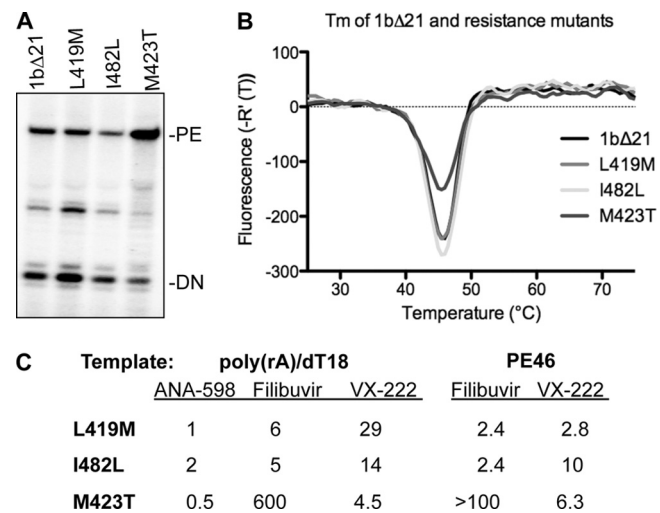 A
1bΔ21 L419M I482L M423T
-PE
-DN
B
Tm of 1bΔ21 and resistance mutants
Fluorescence (-R' (T))
100
0
-100
-200
-300
30 40 50 60 70
Temperature (°C)
1bΔ21
L419M
I482L
M423T
C Template: poly(rA)/dT18 PE46
ANA-598 Filibuvir VX-222 Filibuvir VX-222
L419M 1 6 29 2.4 2.8
I482L 2 5 14 2.4 10
M423T 0.5 600 4.5 >100 6.3